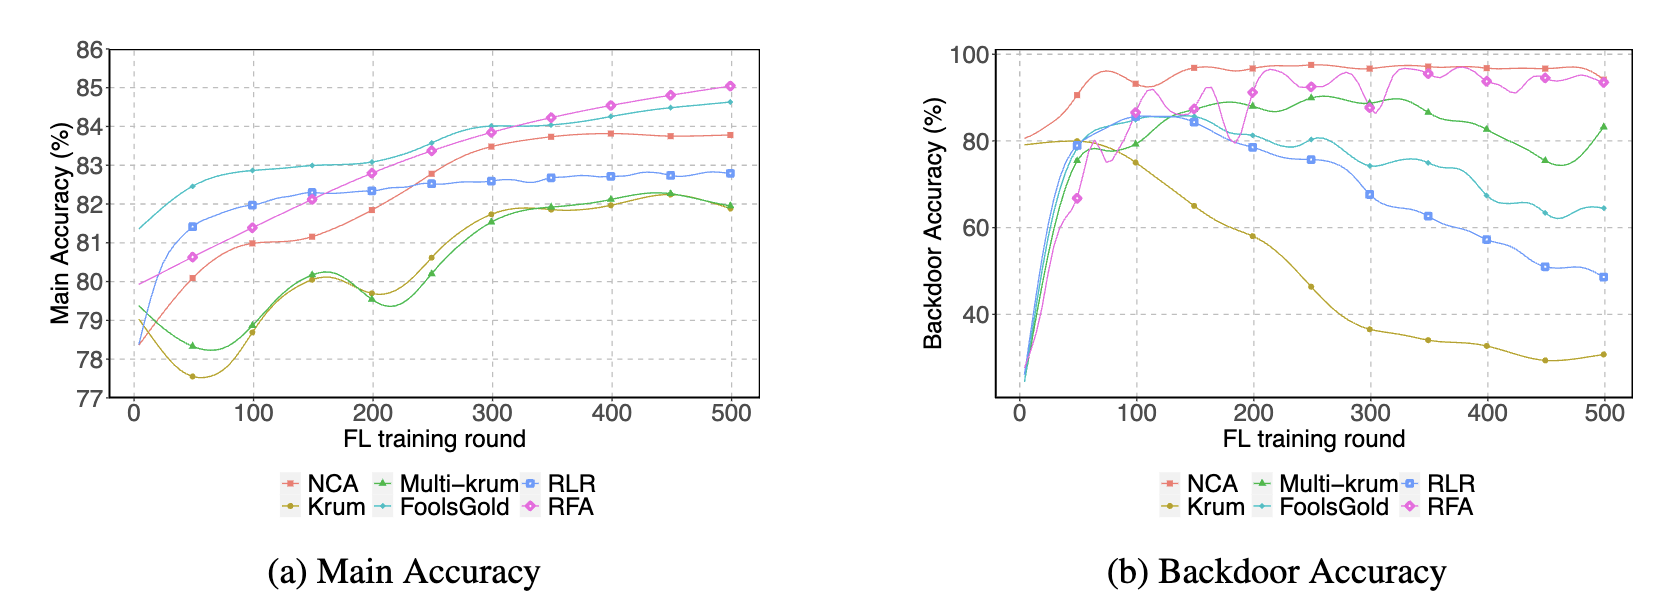 Main Accuracy (%)
86
85
84
83
82
81
80
79
78
77
0 100 200 300 400 500
FL training round
NCA Multi−krum RLR
Krum FoolsGold RFA
(a) Main Accuracy
Backdoor Accuracy (%)
100
80
60
40
0 100 200 300 400 500
FL training round
NCA Multi−krum RLR
Krum FoolsGold RFA
(b) Backdoor Accuracy